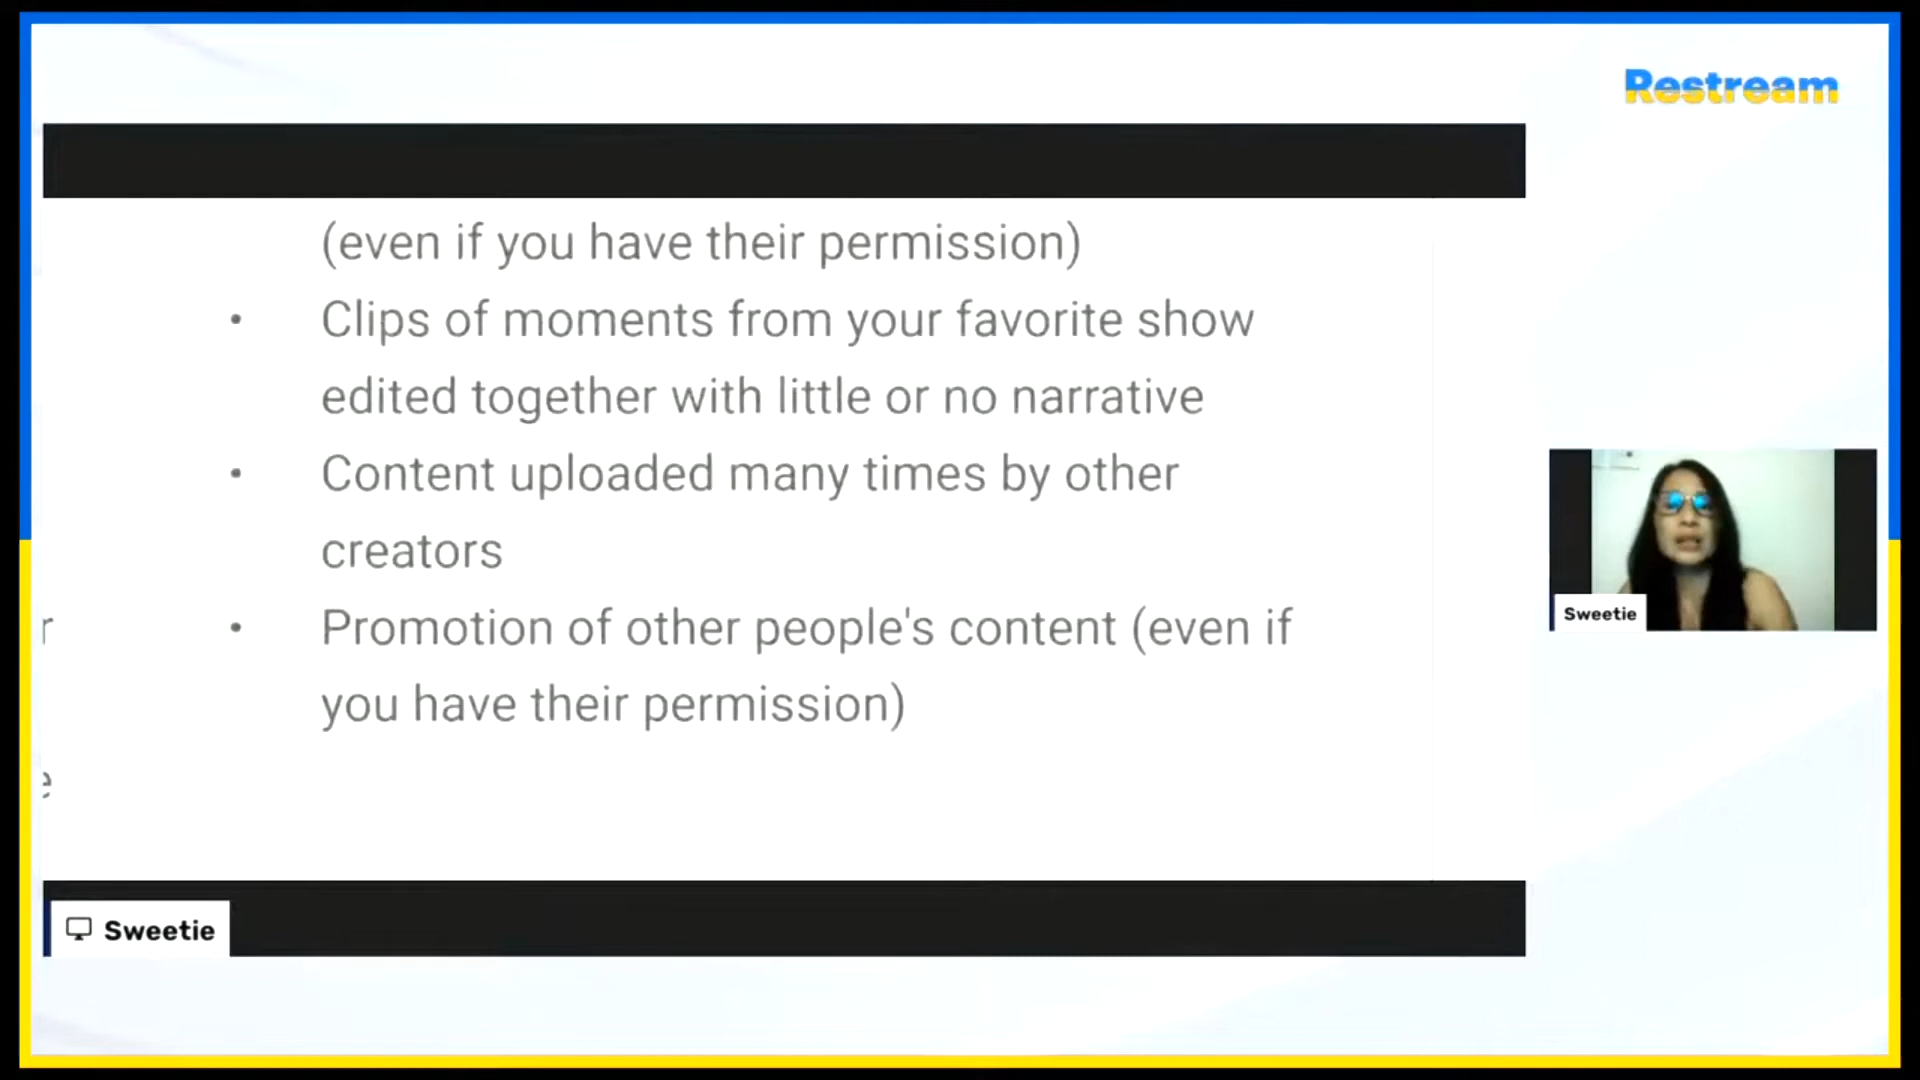 Restream
(even if you have their permission)
• Clips of moments from your favorite show
edited together with little or no narrative
• Content uploaded many times by other
creators
r
• Promotion of other people's content (even if
you have their permission)
e
Sweetie
Sweetie